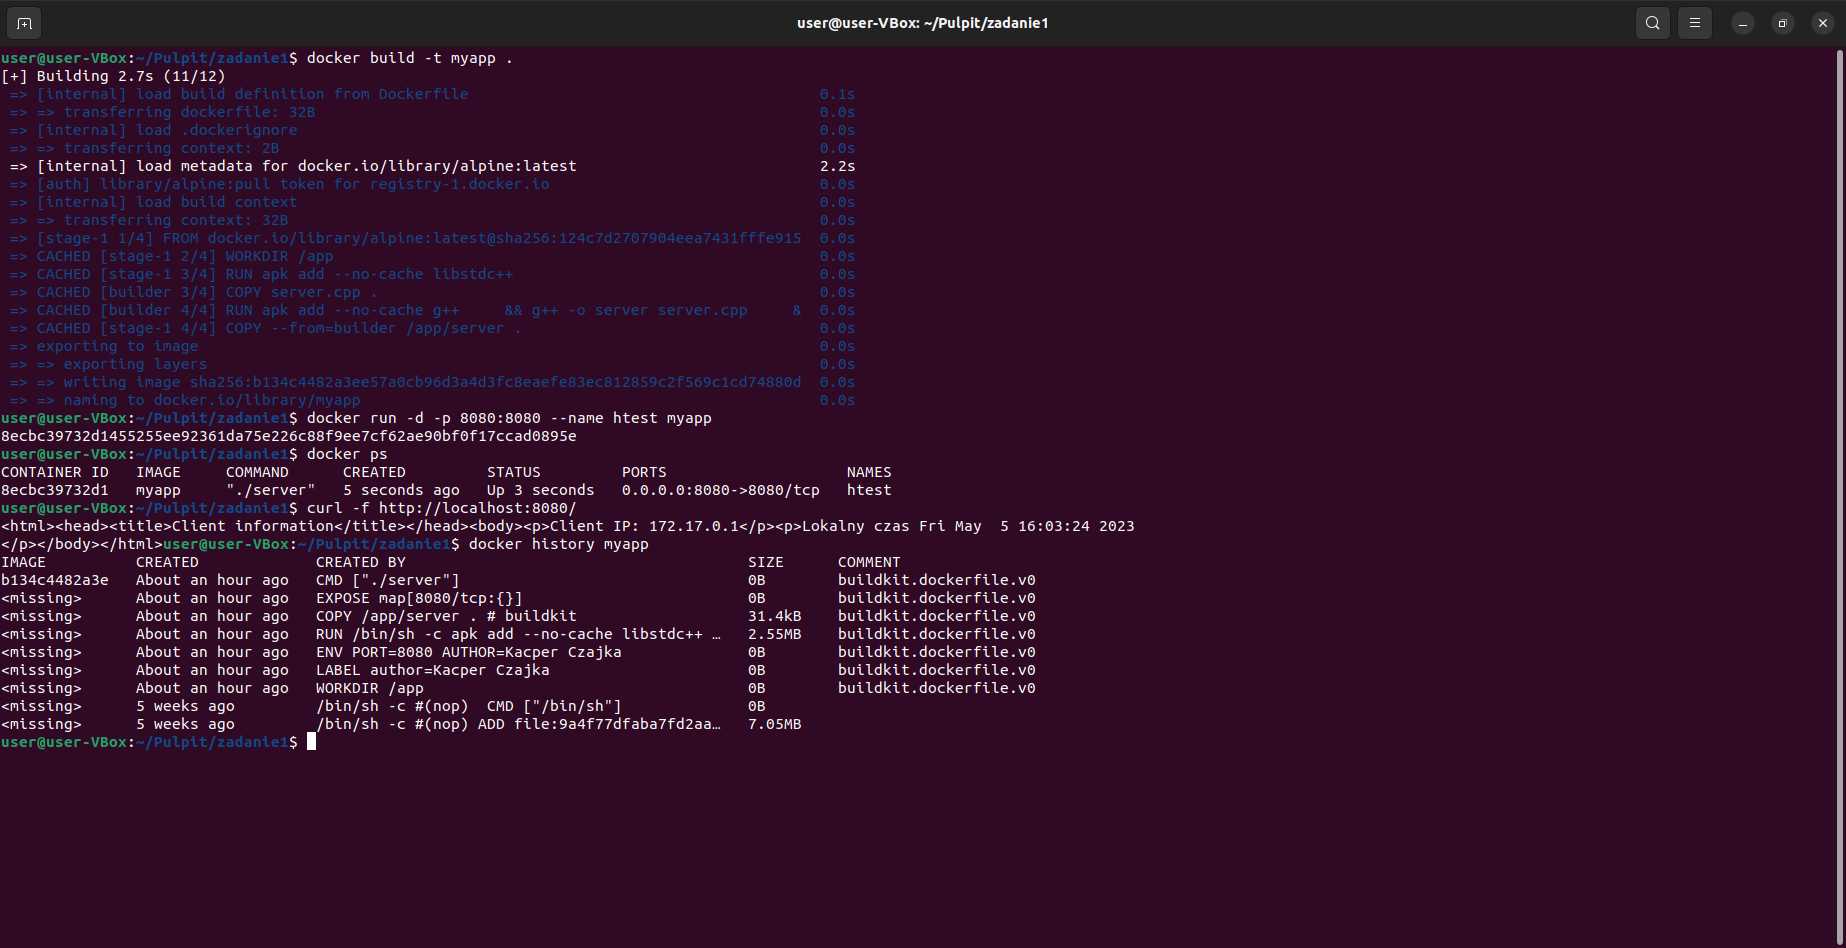 user@user-VBox: ~/Pulpit/zadanie1
user@user-VBox:~/Pulpit/zadanie1$ docker build -t myapp .
[+] Building 2.7s (11/12)
 => [internal] load build definition from Dockerfile 0.1s
 => => transferring dockerfile: 32B 0.0s
 => [internal] load .dockerignore 0.0s
 => => transferring context: 2B 0.0s
 => [internal] load metadata for docker.io/library/alpine:latest 2.2s
 => [auth] library/alpine:pull token for registry-1.docker.io 0.0s
 => [internal] load build context 0.0s
 => => transferring context: 32B 0.0s
 => [stage-1 1/4] FROM docker.io/library/alpine:latest@sha256:124c7d2707904eea7431fffe915 0.0s
 => CACHED [stage-1 2/4] WORKDIR /app 0.0s
 => CACHED [stage-1 3/4] RUN apk add --no-cache libstdc++ 0.0s
 => CACHED [builder 3/4] COPY server.cpp . 0.0s
 => CACHED [builder 4/4] RUN apk add --no-cache g++     && g++ -o server server.cpp     & 0.0s
 => CACHED [stage-1 4/4] COPY --from=builder /app/server . 0.0s
 => exporting to image 0.0s
 => => exporting layers 0.0s
 => => writing image sha256:b134c4482a3ee57a0cb96d3a4d3fc8eaefe83ec812859c2f569c1cd74880d 0.0s
 => => naming to docker.io/library/myapp 0.0s
user@user-VBox:~/Pulpit/zadanie1$ docker run -d -p 8080:8080 --name htest myapp
8ecbc39732d1455255ee92361da75e226c88f9ee7cf62ae90bf0f17ccad0895e
user@user-VBox:~/Pulpit/zadanie1$ docker ps
CONTAINER ID   IMAGE     COMMAND      CREATED         STATUS         PORTS                    NAMES
8ecbc39732d1   myapp     "./server"   5 seconds ago   Up 3 seconds   0.0.0.0:8080->8080/tcp   htest
user@user-VBox:~/Pulpit/zadanie1$ curl -f http://localhost:8080/
<html><head><title>Client information</title></head><body><p>Client IP: 172.17.0.1</p><p>Lokalny czas Fri May  5 16:03:24 2023
</p></body></html>user@user-VBox:~/Pulpit/zadanie1$ docker history myapp
IMAGE          CREATED             CREATED BY                                      SIZE      COMMENT
b134c4482a3e   About an hour ago   CMD ["./server"]                                0B        buildkit.dockerfile.v0
<missing>      About an hour ago   EXPOSE map[8080/tcp:{}]                         0B        buildkit.dockerfile.v0
<missing>      About an hour ago   COPY /app/server . # buildkit                   31.4kB    buildkit.dockerfile.v0
<missing>      About an hour ago   RUN /bin/sh -c apk add --no-cache libstdc++ …   2.55MB    buildkit.dockerfile.v0
<missing>      About an hour ago   ENV PORT=8080 AUTHOR=Kacper Czajka              0B        buildkit.dockerfile.v0
<missing>      About an hour ago   LABEL author=Kacper Czajka                      0B        buildkit.dockerfile.v0
<missing>      About an hour ago   WORKDIR /app                                    0B        buildkit.dockerfile.v0
<missing>      5 weeks ago         /bin/sh -c #(nop)  CMD ["/bin/sh"]              0B
<missing>      5 weeks ago         /bin/sh -c #(nop) ADD file:9a4f77dfaba7fd2aa…   7.05MB
user@user-VBox:~/Pulpit/zadanie1$